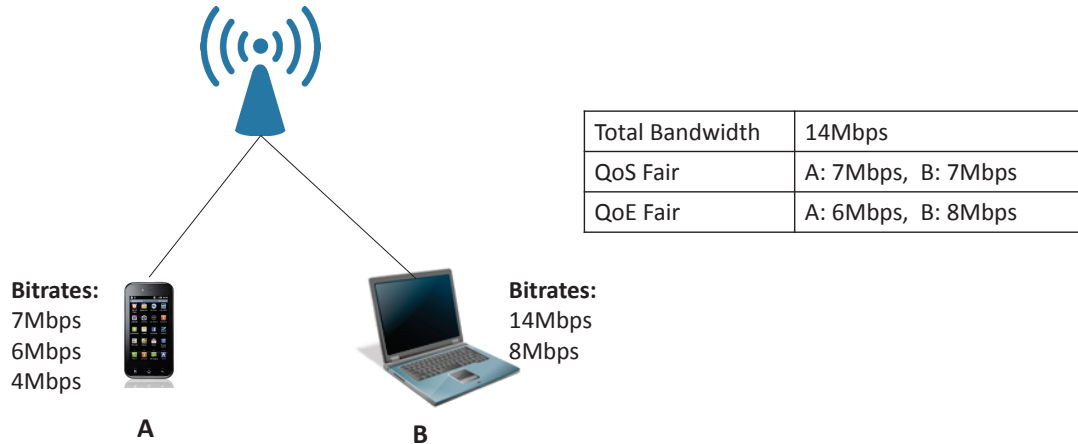 Total Bandwidth 14Mbps
QoS Fair A: 7Mbps, B: 7Mbps
QoE Fair A: 6Mbps, B: 8Mbps
Bitrates:
7Mbps
6Mbps
4Mbps
A
Bitrates:
14Mbps
8Mbps
B